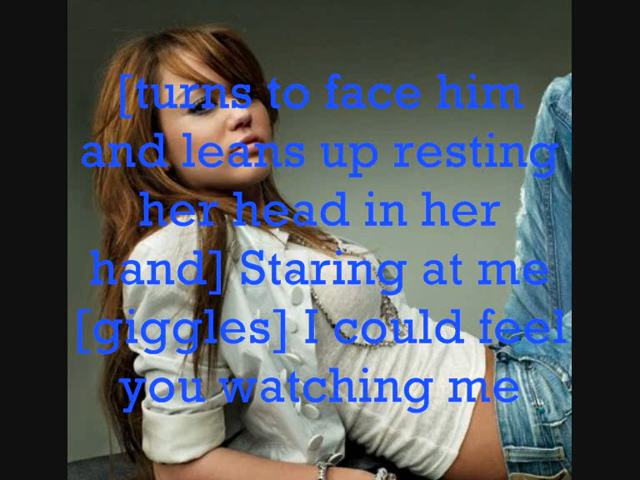 [turns to face him
and leans up resting
her head in her
hand] Staring at me
[giggles] I could feel
you watching me